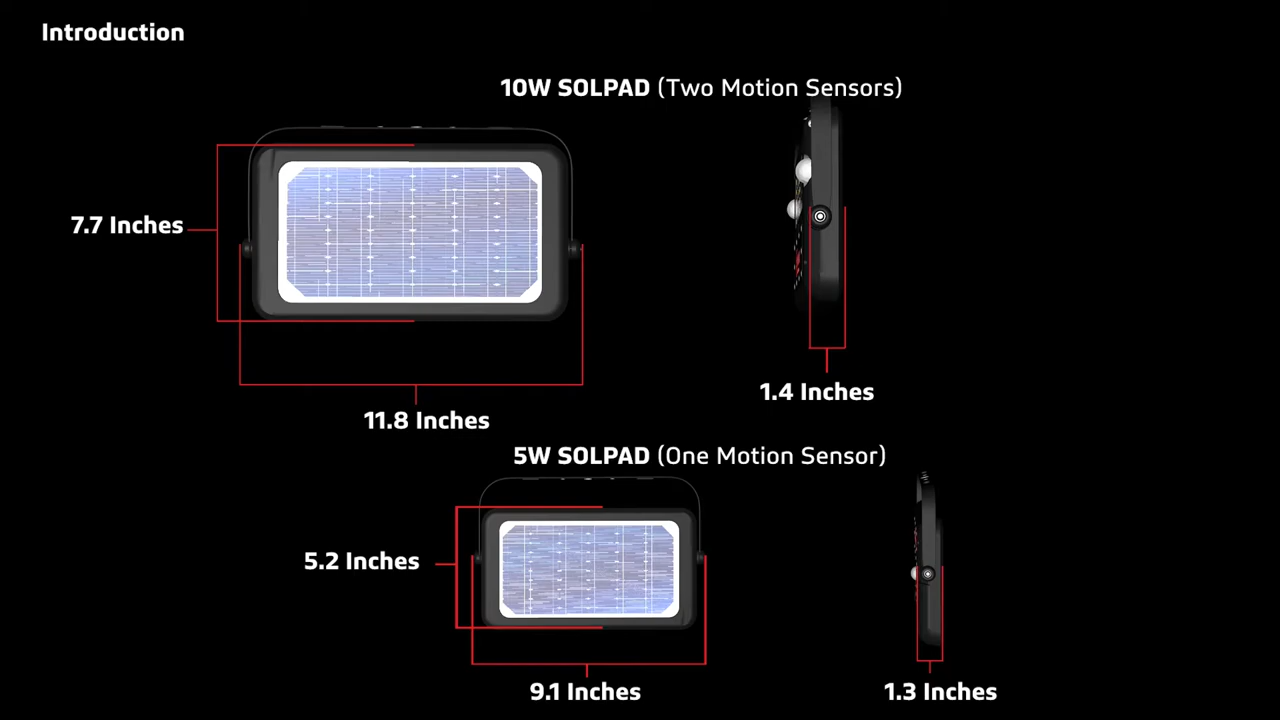 Introduction
10W SOLPAD (Two Motion Sensors)
7.7 Inches
1.4 Inches
11.8 Inches
5W SOLPAD (One Motion Sensor)
5.2 Inches
9.1 Inches
1.3 Inches